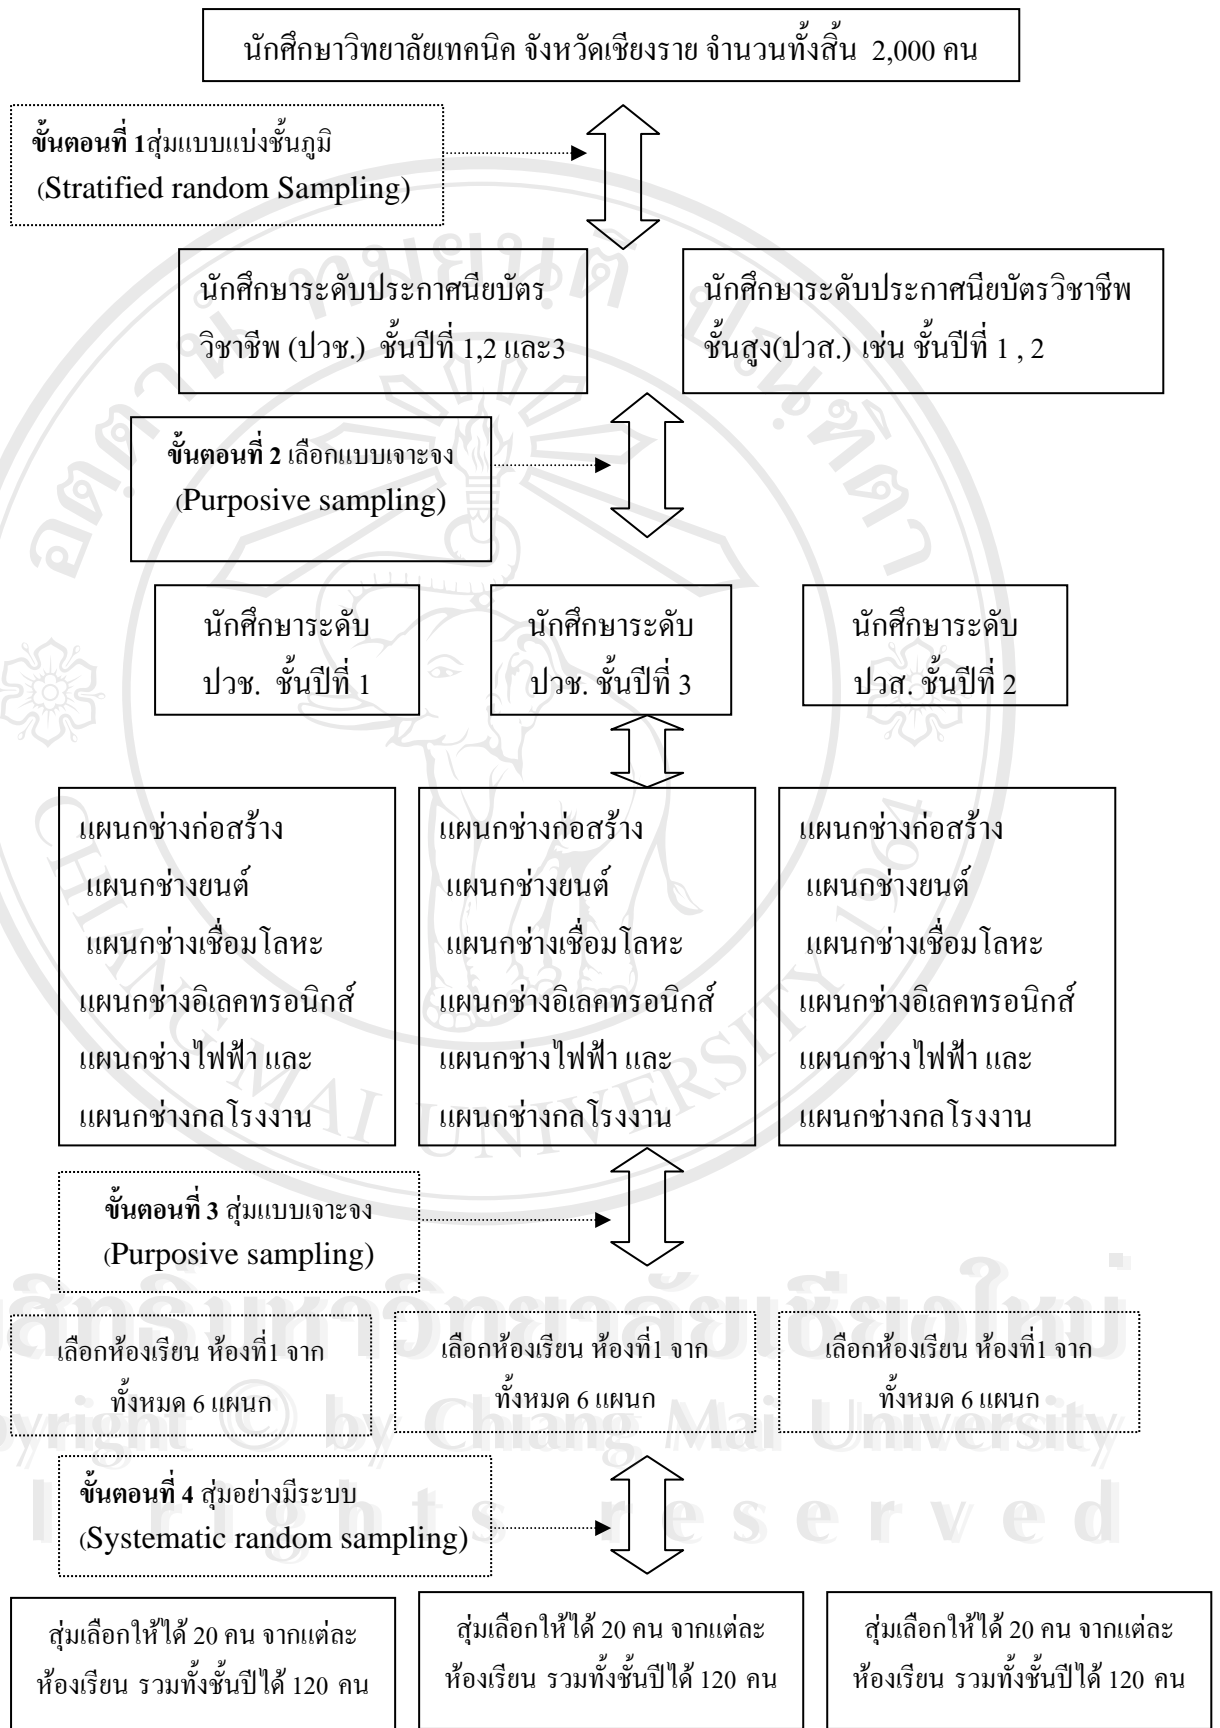 นักศึกษาวิทยาลัยเทคนิค จังหวัดเชียงราย จำนวนทั้งสิ้น 2,000 คน
ขั้นตอนที่ 1สุ่มแบบแบ่งชั้นภูมิ
(Stratified random Sampling)
นักศึกษาระดับประกาศนียบัตร
วิชาชีพ (ปวช.) ชั้นปีที่ 1,2 และ3
นักศึกษาระดับประกาศนียบัตรวิชาชีพ
ชั้นสูง(ปวส.) เช่น ชั้นปีที่ 1 , 2
ขั้นตอนที่ 2 เลือกแบบเจาะจง
(Purposive sampling)
นักศึกษาระดับ
ปวช. ชั้นปีที่ 1
นักศึกษาระดับ
ปวช. ชั้นปีที่ 3
นักศึกษาระดับ
ปวส. ชั้นปีที่ 2
แผนกช่างก่อสร้าง
แผนกช่างยนต์
แผนกช่างเชื่อมโลหะ
แผนกช่างอิเลคทรอนิกส์
แผนกช่างไฟฟ้า และ
แผนกช่างกลโรงงาน
แผนกช่างก่อสร้าง
แผนกช่างยนต์
แผนกช่างเชื่อมโลหะ
แผนกช่างอิเลคทรอนิกส์
แผนกช่างไฟฟ้า และ
แผนกช่างกลโรงงาน
แผนกช่างก่อสร้าง
แผนกช่างยนต์
แผนกช่างเชื่อมโลหะ
แผนกช่างอิเลคทรอนิกส์
แผนกช่างไฟฟ้า และ
แผนกช่างกลโรงงาน
ขั้นตอนที่ 3 สุ่มแบบเจาะจง
(Purposive sampling)
เลือกห้องเรียน ห้องที่1 จาก
ทั้งหมด 6 แผนก
เลือกห้องเรียน ห้องที่1 จาก
ทั้งหมด 6 แผนก
เลือกห้องเรียน ห้องที่1 จาก
ทั้งหมด 6 แผนก
ขั้นตอนที่ 4 สุ่มอย่างมีระบบ
(Systematic random sampling)
สุ่มเลือกให้ได้ 20 คน จากแต่ละ
ห้องเรียน รวมทั้งชั้นปีได้ 120 คน
สุ่มเลือกให้ได้ 20 คน จากแต่ละ
ห้องเรียน รวมทั้งชั้นปีได้ 120 คน
สุ่มเลือกให้ได้ 20 คน จากแต่ละ
ห้องเรียน รวมทั้งชั้นปีได้ 120 คน
CHIANG MAI UNIVERSITY 1964
มหาวิทยาลัยเชียงใหม่
© by Chiang Mai University
rights reserved